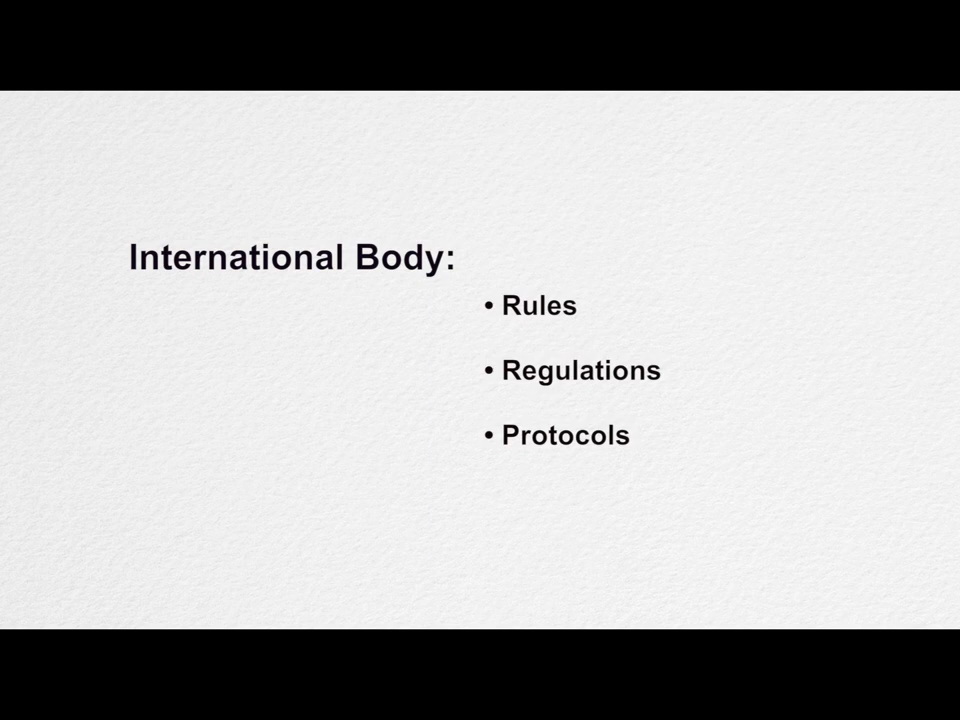 International Body:
• Rules
• Regulations
• Protocols